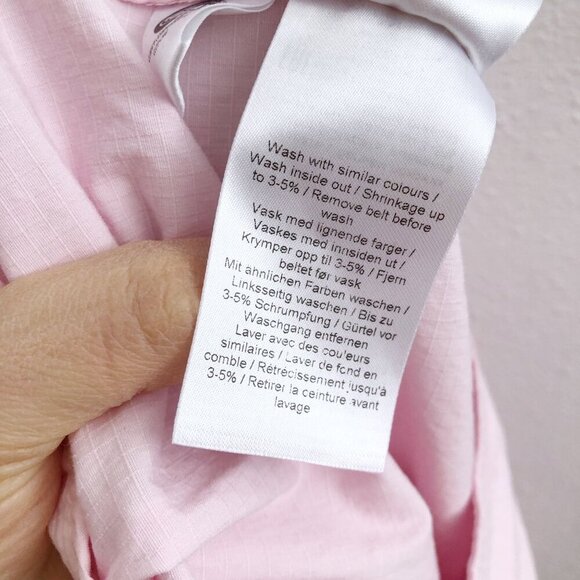 Wash with similar colours /
Wash inside out / Shrinkage up
to 3-5% / Remove belt before
wash
Vask med lignende farger /
Vaskes med innsiden ut /
Krymper opp til 3-5% / Fjern
beltet før vask
Mit ähnlichen Farben waschen /
Linksseitig waschen / Bis zu
3-5% Schrumpfung / Gürtel vor
Waschgang entfernen
Laver avec des couleurs
similaires / Laver de fond en
comble / Rétrécissement jusqu'à
3-5% / Retirer la ceinture avant
lavage